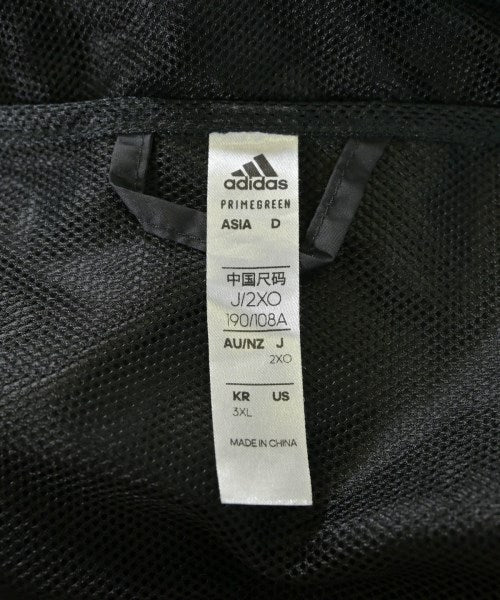 adidas
PRIMEGREEN
ASIA D
中国尺码
J/2XO
190/108A
AU/NZ J
2XO
KR US
3XL
MADE IN CHINA